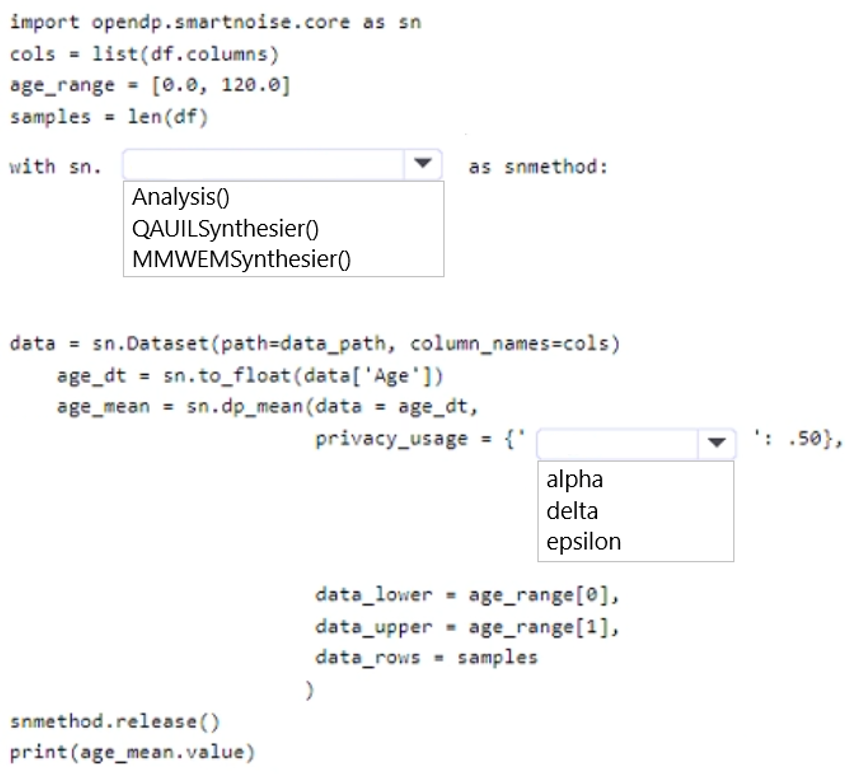 import opendp.smartnoise.core as sn
cols = list(df.columns)
age_range = [0.0, 120.0]
samples = len(df)
with sn. as snmethod:
Analysis()
QAUILSynthesier()
MMWEMSynthesier()
data = sn.Dataset(path=data_path, column_names=cols)
age_dt = sn.to_float(data['Age'])
age_mean = sn.dp_mean(data = age_dt,
privacy_usage = {' ': .50},
alpha
delta
epsilon
data_lower = age_range[0],
data_upper = age_range[1],
data_rows = samples
)
snmethod.release()
print(age_mean.value)